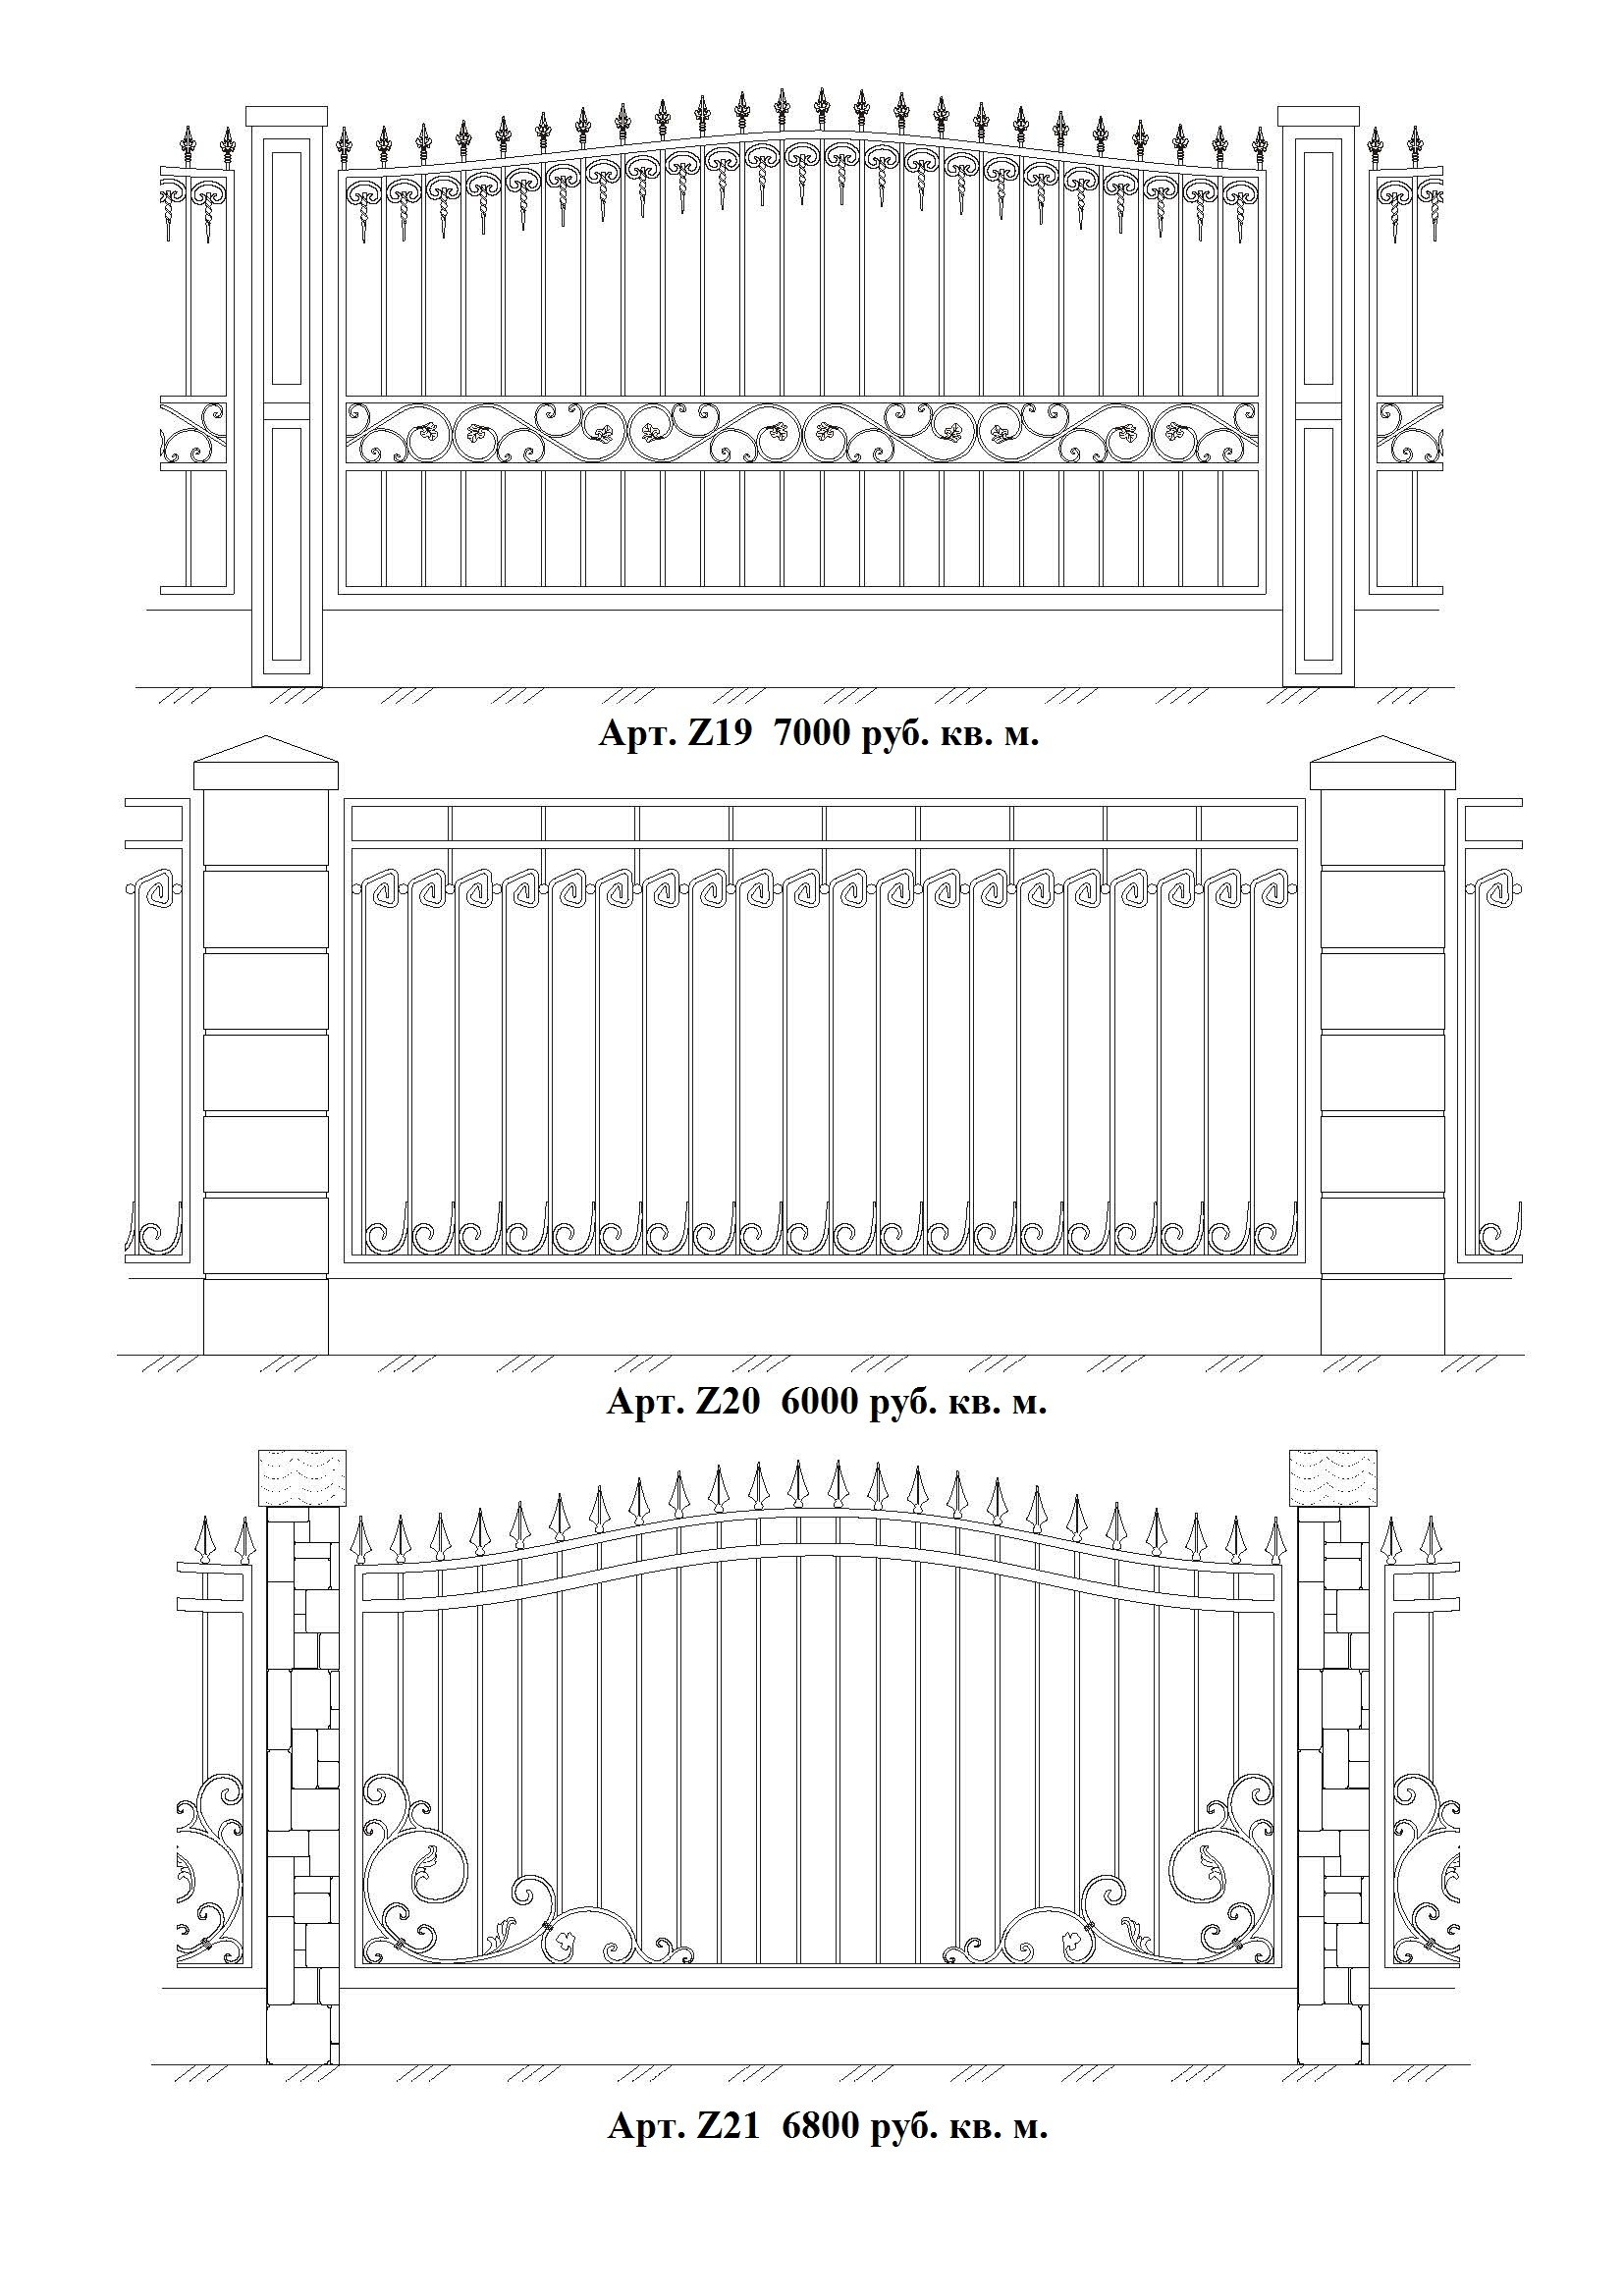 Арт. Z19  7000 руб. кв. м.
Арт. Z20  6000 руб. кв. м.
Арт. Z21  6800 руб. кв. м.